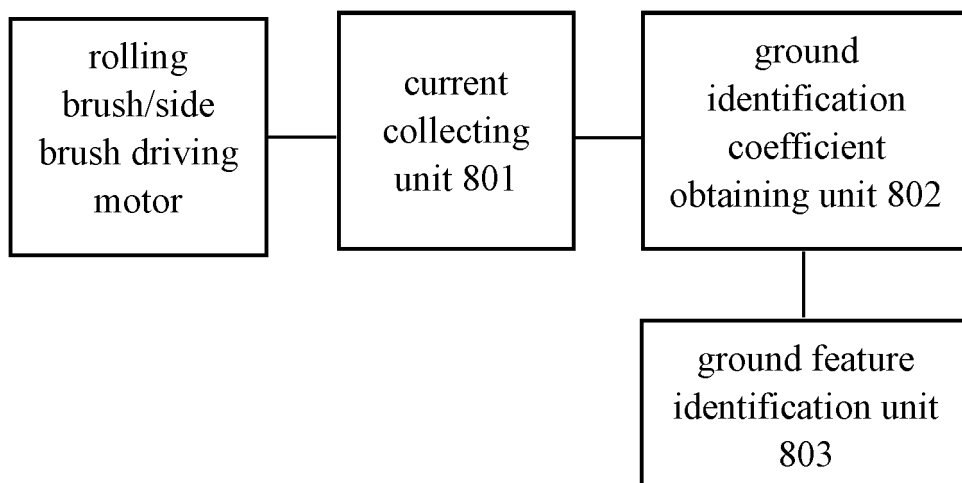 rolling
brush/side
brush driving
motor
current
collecting
unit 801
ground
identification
coefficient
obtaining unit 802
ground feature
identification unit
803